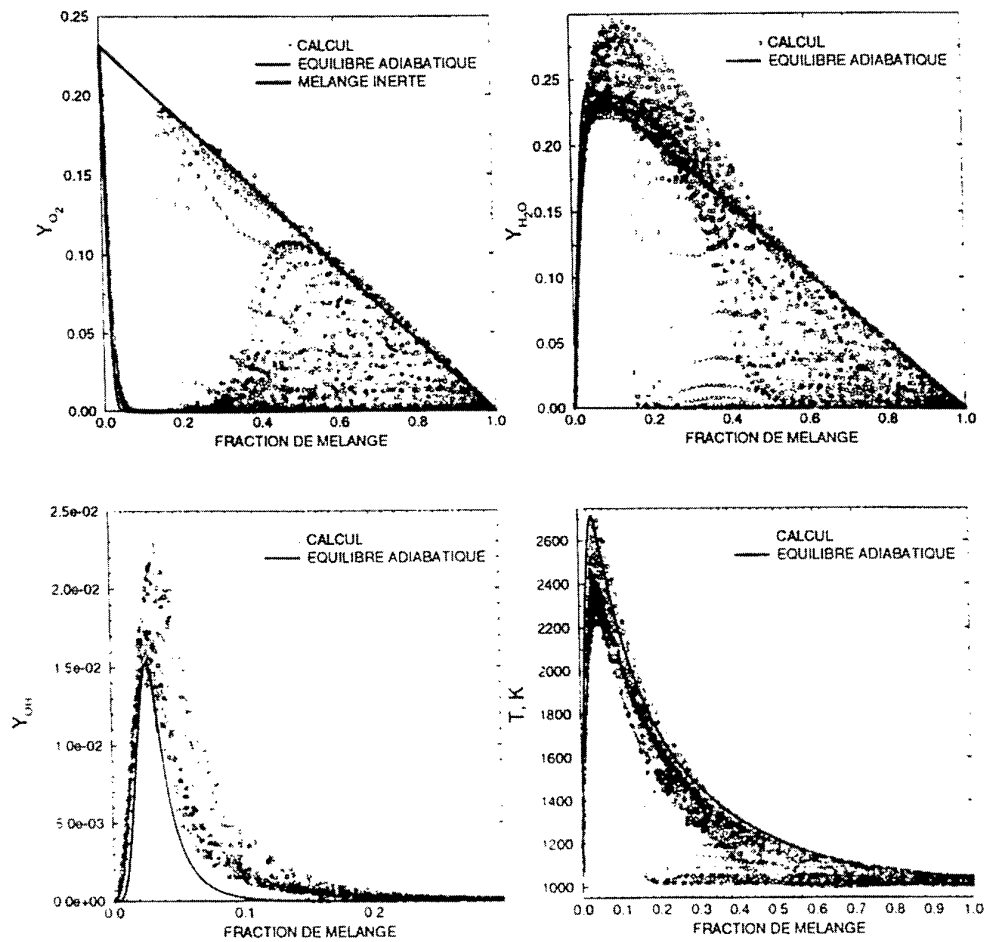 0.25
0.20
0.15
0.10
0.05
0.00
Y O2
CALCUL
EQUILIBRE ADIABATIQUE
MELANGE INERTE
0.0 0.2 0.4 0.6 0.8 1.0
FRACTION DE MELANGE
0.25
0.20
0.15
0.10
0.05
0.00
Y H2O
CALCUL
EQUILIBRE ADIABATIQUE
0.0 0.2 0.4 0.6 0.8 1.0
FRACTION DE MELANGE
2.5e-02
2.0e-02
1.5e-02
1 0e-02
5 0e-03
0 0e+00
Y OH
CALCUL
EQUILIBRE ADIABATIQUE
0.0 0.1 0.2
FRACTION DE MELANGE
2600
2400
2200
2000
1800
1600
1400
1200
1000
T, K
CALCUL
EQUILIBRE ADIABATIQUE
0.0 0.1 0.2 0.3 0.4 0.5 0.6 0.7 0.8 0.9 1.0
FRACTION DE MELANGE